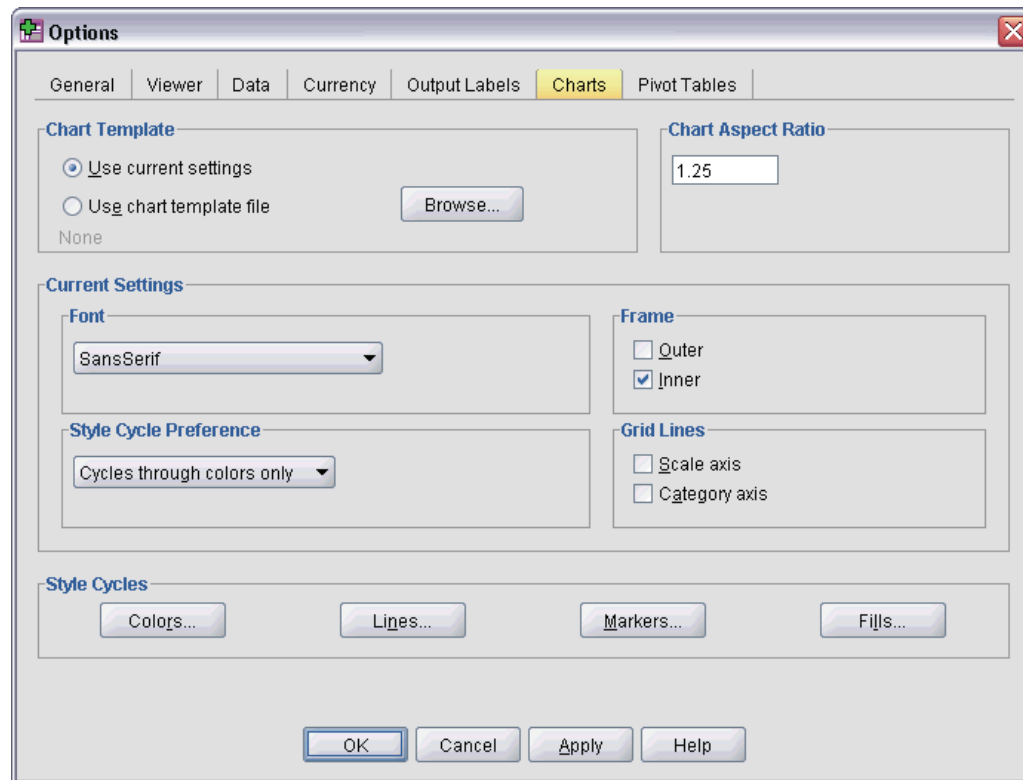 Options
General Viewer Data Currency Output Labels Charts Pivot Tables
Chart Template
Use current settings
Use chart template file
Browse...
None
Chart Aspect Ratio
1.25
Current Settings
Font
SansSerif
Frame
Outer
Inner
Style Cycle Preference
Cycles through colors only
Grid Lines
Scale axis
Category axis
Style Cycles
Colors... Lines... Markers... Fills...
OK Cancel Apply Help